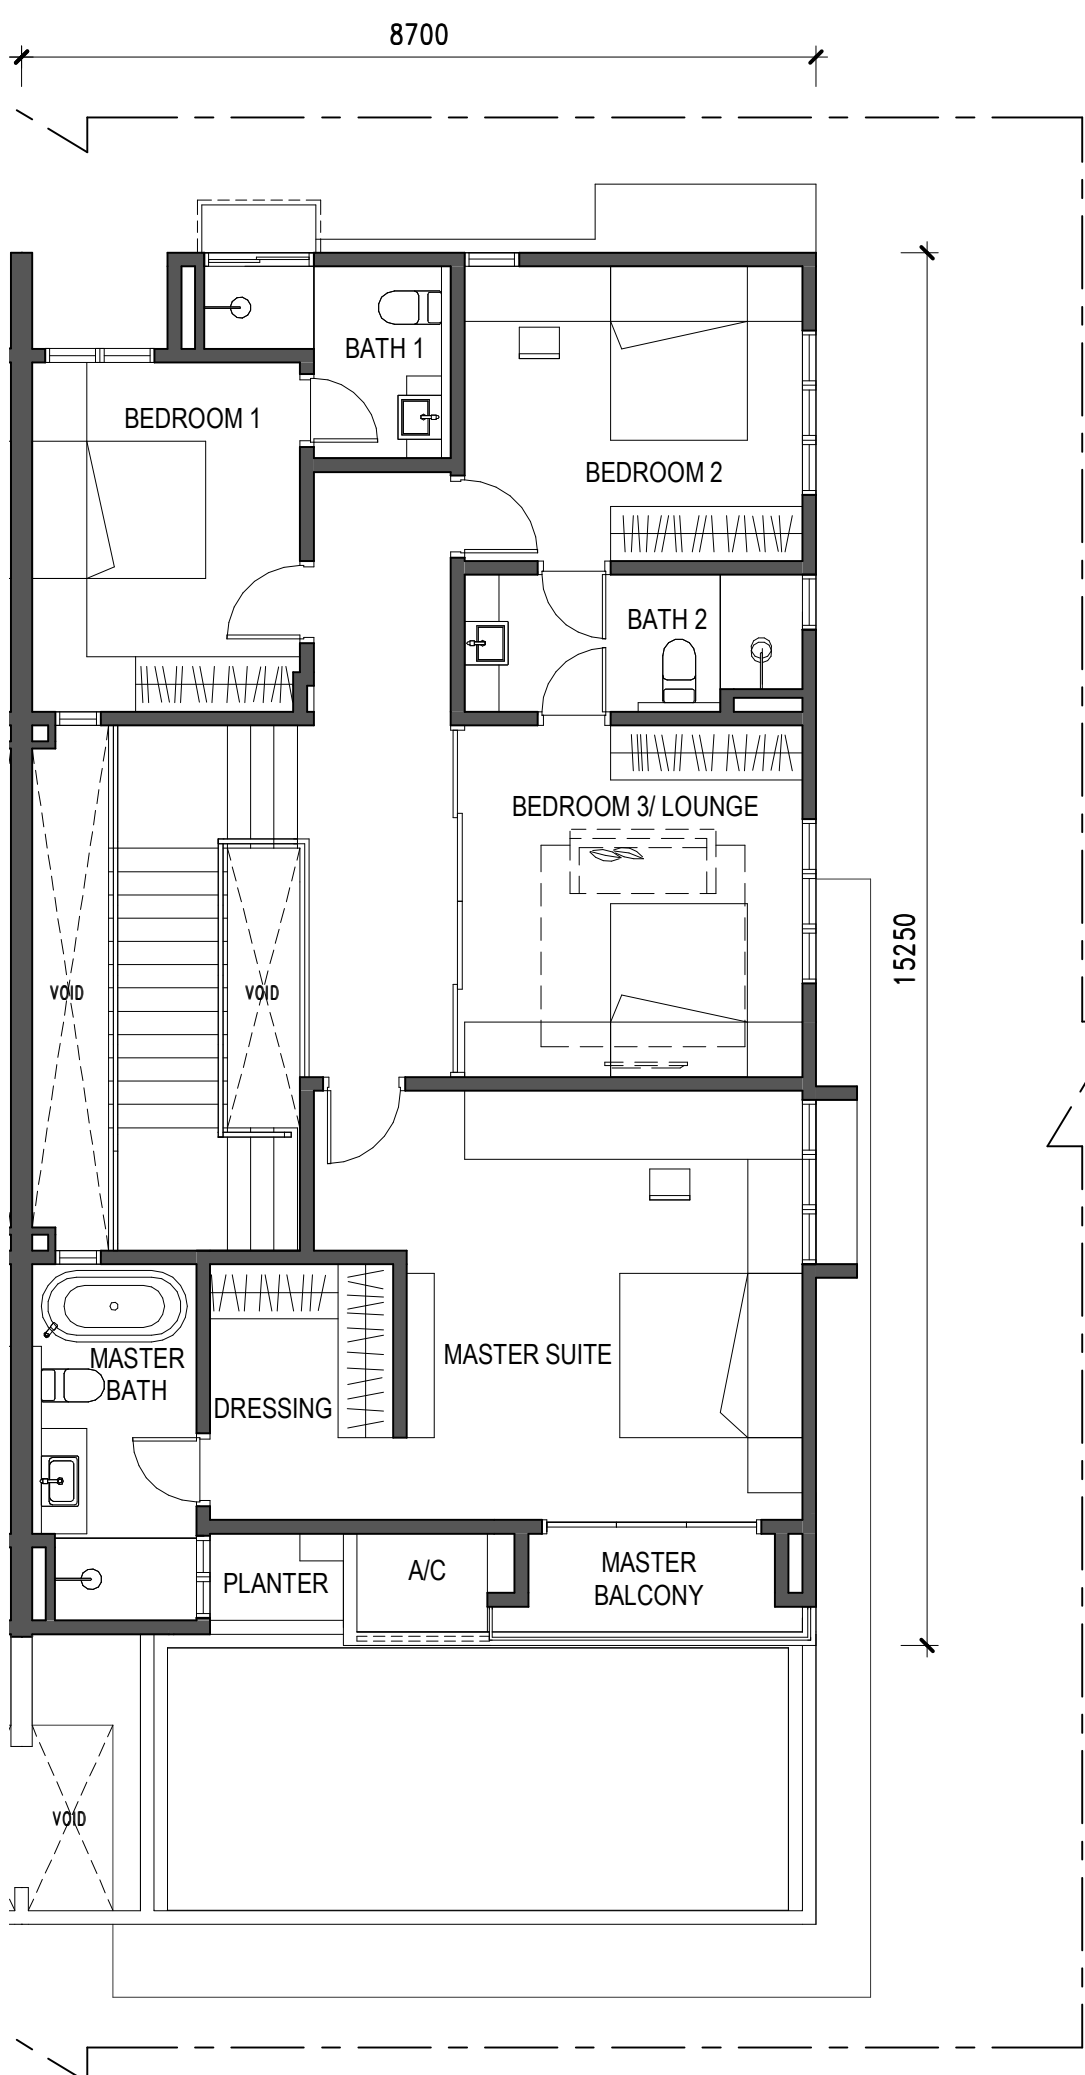 8700
BATH 1
BEDROOM 1
BEDROOM 2
BATH 2
BEDROOM 3/ LOUNGE
15250
VOID
VOID
MASTER
BATH
MASTER SUITE
DRESSING
PLANTER
A/C
MASTER
BALCONY
VOID